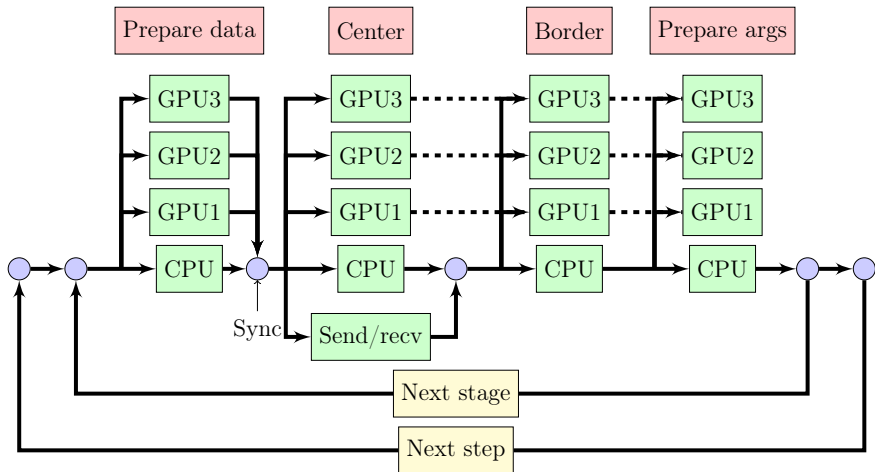 Prepare data
Center
Border
Prepare args
GPU3
GPU3
GPU3
GPU3
GPU2
GPU2
GPU2
GPU2
GPU1
GPU1
GPU1
GPU1
CPU
CPU
CPU
CPU
Sync
Send/recv
Next stage
Next step